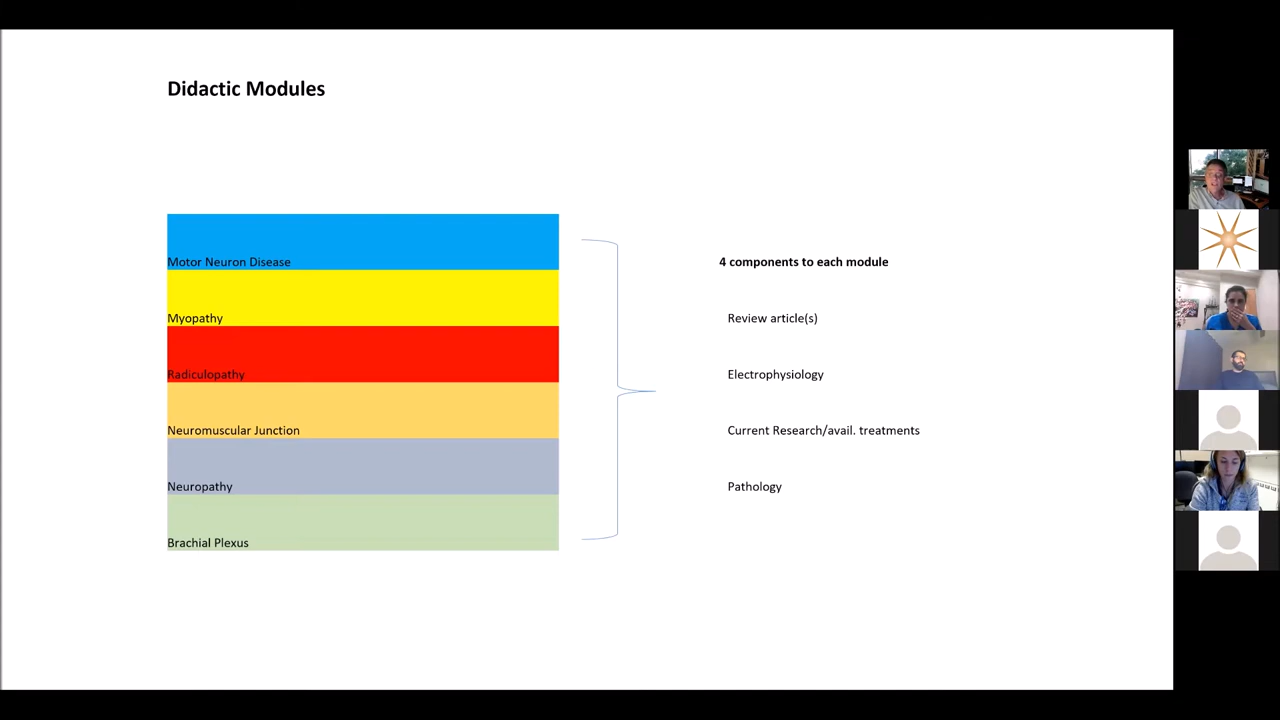 Didactic Modules
Motor Neuron Disease
Myopathy
Radiculopathy
Neuromuscular Junction
Neuropathy
Brachial Plexus
4 components to each module
Review article(s)
Electrophysiology
Current Research/avail. treatments
Pathology